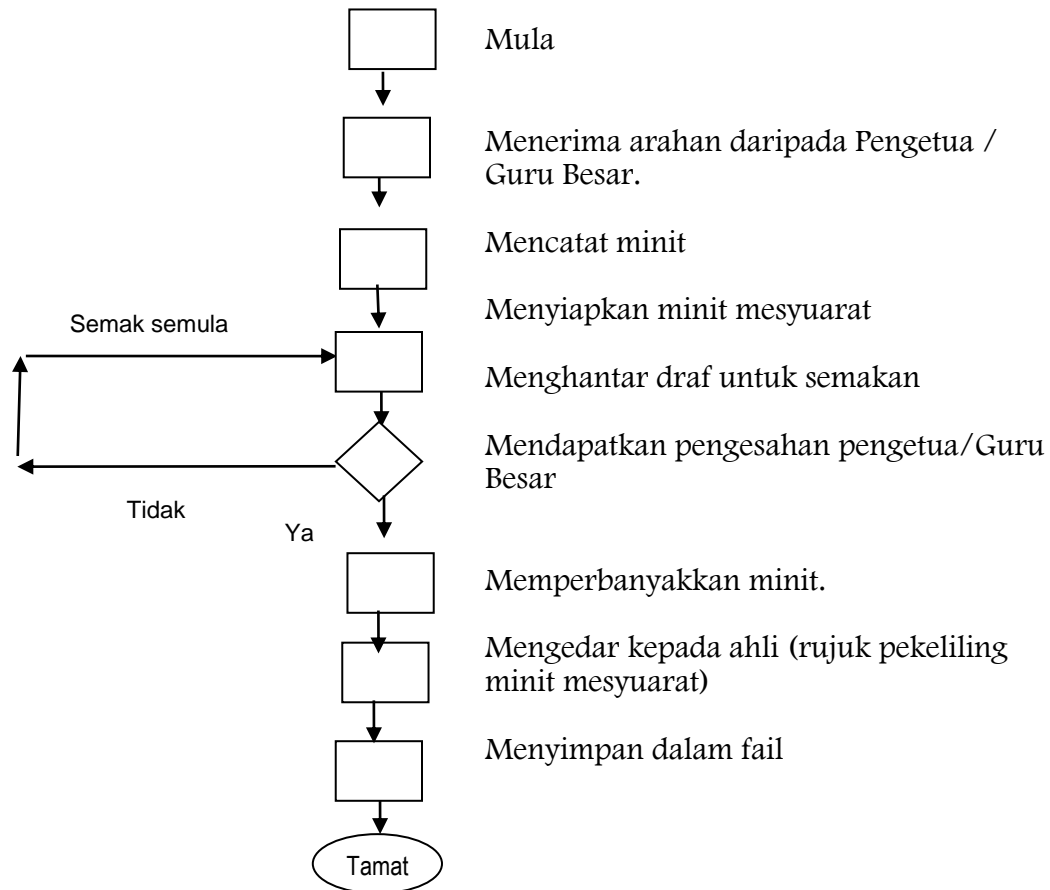 Mula
Menerima arahan daripada Pengetua /
Guru Besar.
Mencatat minit
Menyiapkan minit mesyuarat
Semak semula
Menghantar draf untuk semakan
Mendapatkan pengesahan pengetua/Guru
Besar
Tidak
Ya
Memperbanyakkan minit.
Mengedar kepada ahli (rujuk pekeliling
minit mesyuarat)
Menyimpan dalam fail
Tamat